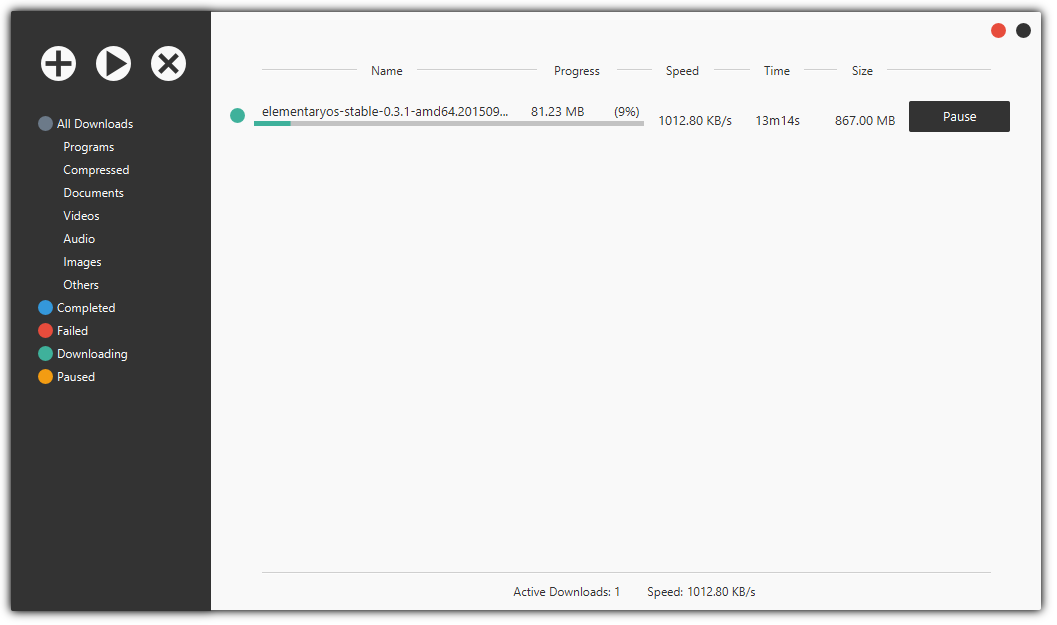 All Downloads
Programs
Compressed
Documents
Videos
Audio
Images
Others
Completed
Failed
Downloading
Paused
Name Progress Speed Time Size
elementaryos-stable-0.3.1-amd64.201509... 81.23 MB (9%) 1012.80 KB/s 13m14s 867.00 MB Pause
Active Downloads: 1 Speed: 1012.80 KB/s